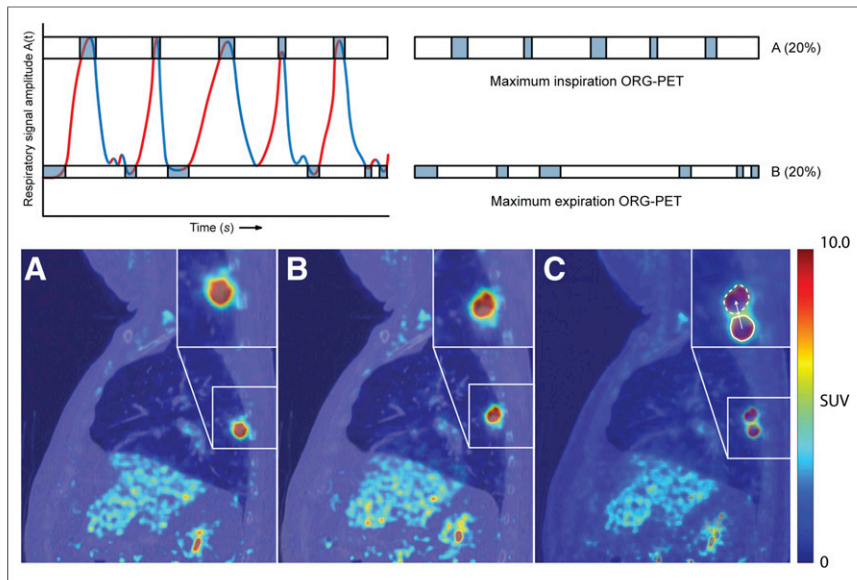 Respiratory signal amplitude A(t)
Time (s)
A (20%)
Maximum inspiration ORG-PET
B (20%)
Maximum expiration ORG-PET
A
B
C
10.0
SUV
0